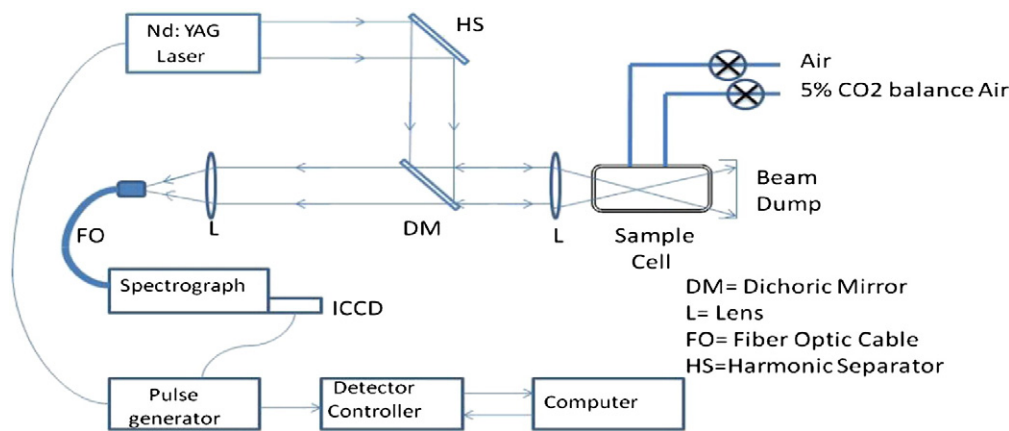 Nd: YAG
Laser
HS
Air
5% CO2 balance Air
FO
L
DM
L
Sample
Cell
Beam
Dump
Spectrograph
ICCD
DM= Dichoric Mirror
L= Lens
FO= Fiber Optic Cable
HS=Harmonic Separator
Pulse
generator
Detector
Controller
Computer